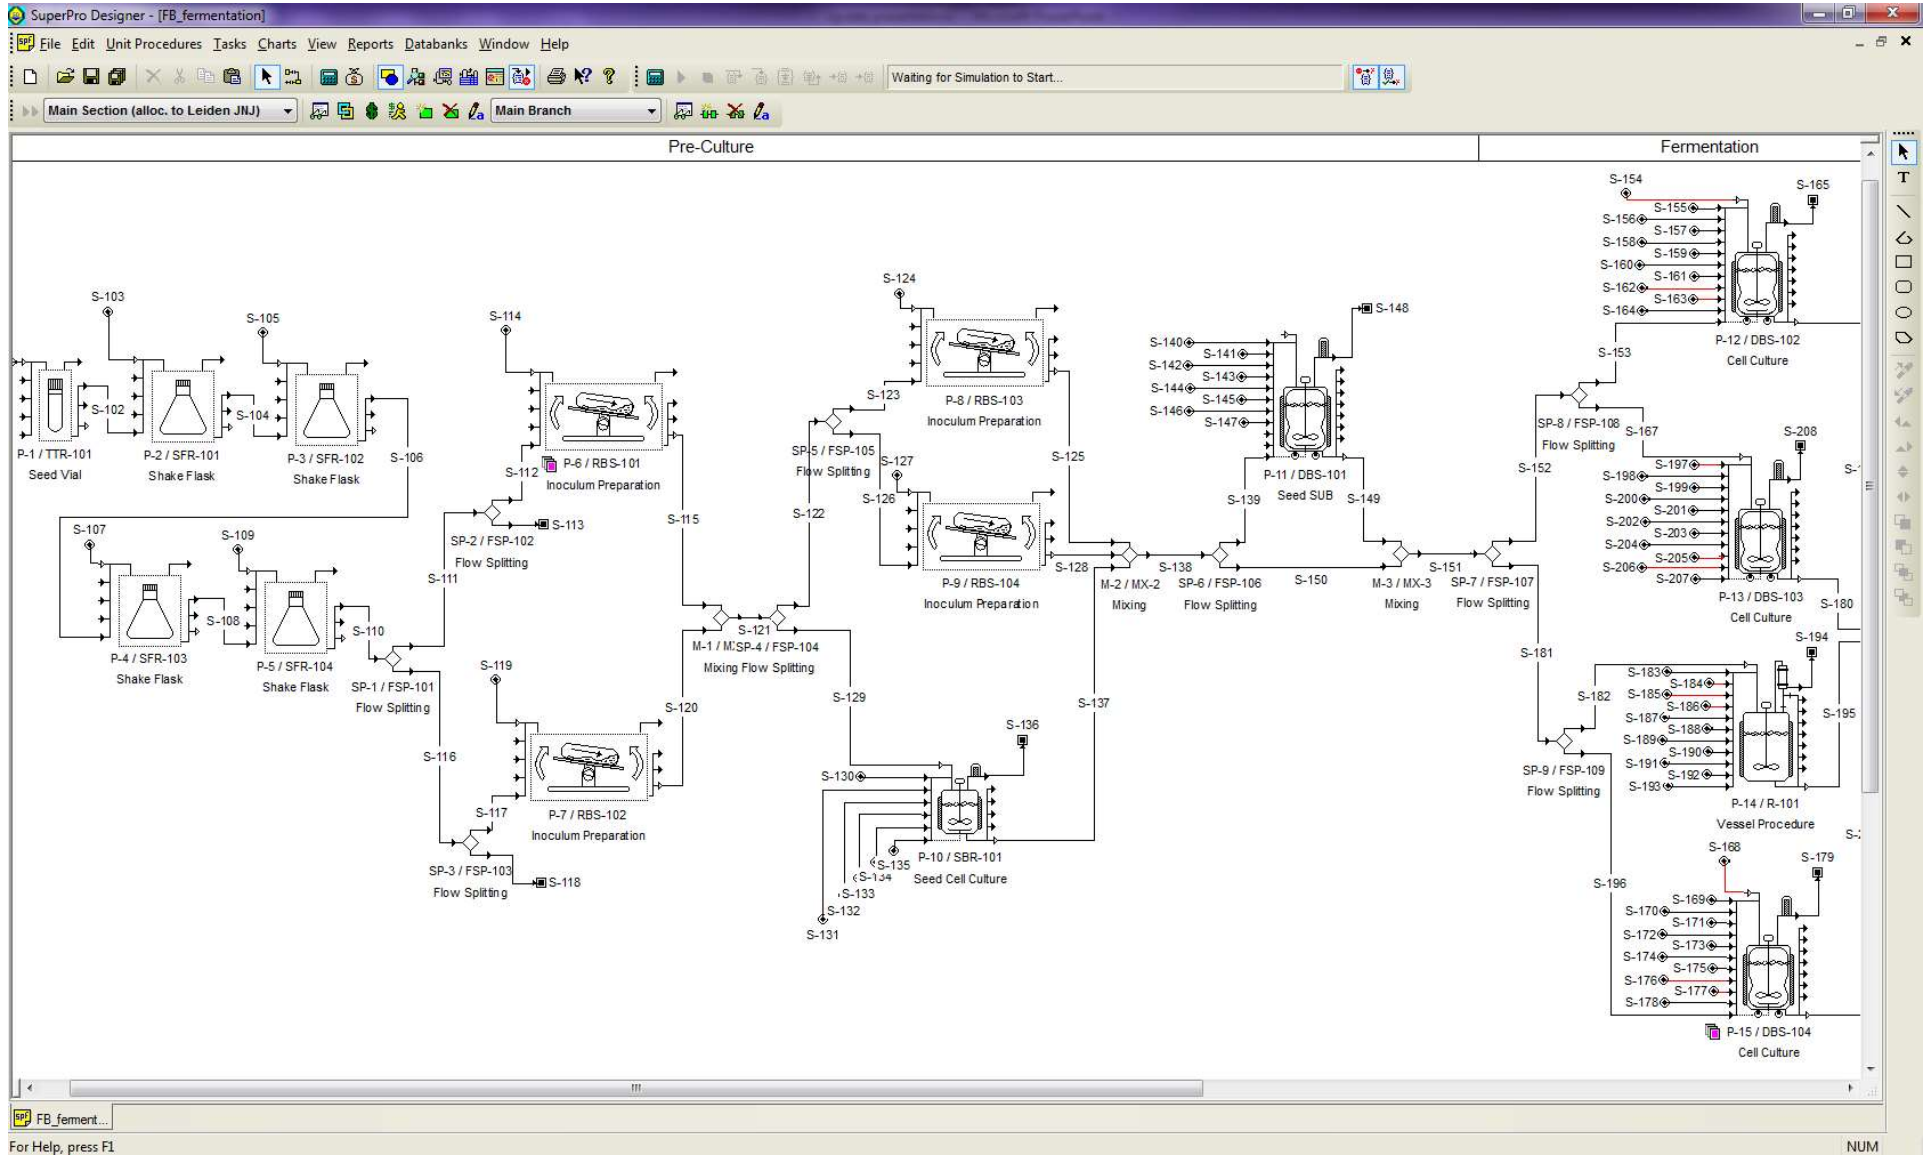 SuperPro Designer - [FB_fermentation]
File Edit Unit Procedures Tasks Charts View Reports Databanks Window Help
Waiting for Simulation to Start...
Main Section (alloc. to Leiden JNJ)
Main Branch
Pre-Culture
Fermentation
S-103
S-105
S-102
S-104
S-106
P-1 / TTR-101
Seed Vial
P-2 / SFR-101
Shake Flask
P-3 / SFR-102
Shake Flask
S-107
S-109
S-108
S-110
P-4 / SFR-103
Shake Flask
P-5 / SFR-104
Shake Flask
SP-1 / FSP-101
Flow Splitting
S-111
S-116
S-114
S-112
P-6 / RBS-101
Inoculum Preparation
S-113
SP-2 / FSP-102
Flow Splitting
S-115
S-119
S-117
P-7 / RBS-102
Inoculum Preparation
S-120
SP-3 / FSP-103
Flow Splitting
S-118
S-121
M-1 /
SP-4 / FSP-104
Mixing Flow Splitting
S-122
S-129
S-124
S-123
P-8 / RBS-103
Inoculum Preparation
SP-5 / FSP-105
Flow Splitting
S-127
S-126
S-125
P-9 / RBS-104
Inoculum Preparation
S-128
S-130
S-131
S-132
S-133
S-134
S-135
S-136
P-10 / SBR-101
Seed Cell Culture
S-137
M-2 / MX-2
Mixing
S-138
SP-6 / FSP-106
Flow Splitting
S-139
S-140
S-141
S-142
S-143
S-144
S-145
S-146
S-147
S-148
P-11 / DBS-101
Seed SUB
S-149
S-150
M-3 / MX-3
Mixing
S-151
SP-7 / FSP-107
Flow Splitting
S-152
S-181
S-153
SP-8 / FSP-108
Flow Splitting
S-167
S-154
S-155
S-156
S-157
S-158
S-159
S-160
S-161
S-162
S-163
S-164
S-165
P-12 / DBS-102
Cell Culture
S-197
S-198
S-199
S-200
S-201
S-202
S-203
S-204
S-205
S-206
S-207
S-208
P-13 / DBS-103
Cell Culture
S-180
S-182
S-183
S-184
S-185
S-186
S-187
S-188
S-189
S-190
S-191
S-192
S-193
S-194
S-195
P-14 / R-101
Vessel Procedure
SP-9 / FSP-109
Flow Splitting
S-196
S-168
S-169
S-170
S-171
S-172
S-173
S-174
S-175
S-176
S-177
S-178
S-179
P-15 / DBS-104
Cell Culture
FB_ferment...
For Help, press F1
NUM